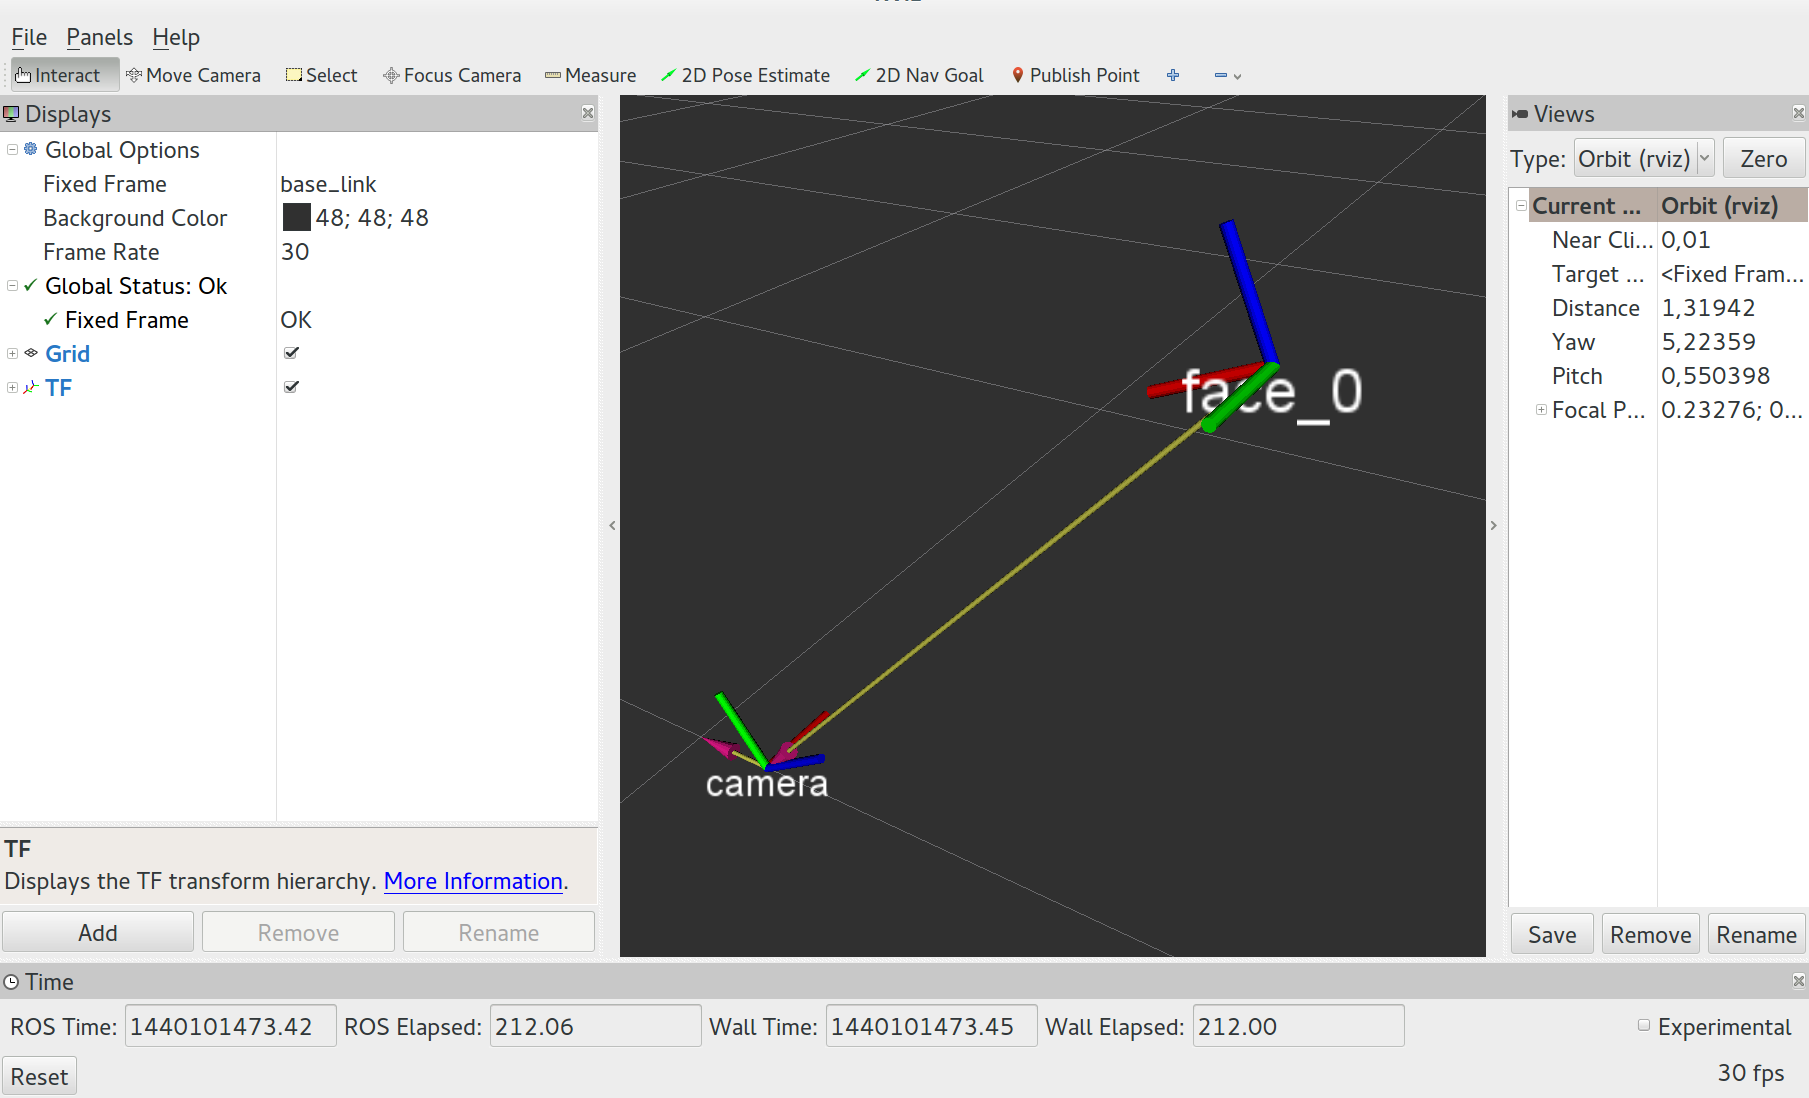 File Panels Help
Interact Move Camera Select Focus Camera Measure 2D Pose Estimate 2D Nav Goal Publish Point
Displays
Global Options
Fixed Frame base_link
Background Color 48; 48; 48
Frame Rate 30
Global Status: Ok
Fixed Frame OK
Grid
TF
TF
Displays the TF transform hierarchy. More Information.
Add Remove Rename
face_0
camera
Views
Type: Orbit (rviz) Zero
Current ... Orbit (rviz)
Near Cli... 0,01
Target ... <Fixed Fram...
Distance 1,31942
Yaw 5,22359
Pitch 0,550398
Focal P... 0.23276; 0...
Save Remove Rename
Time
ROS Time: 1440101473.42 ROS Elapsed: 212.06 Wall Time: 1440101473.45 Wall Elapsed: 212.00 Experimental
Reset 30 fps